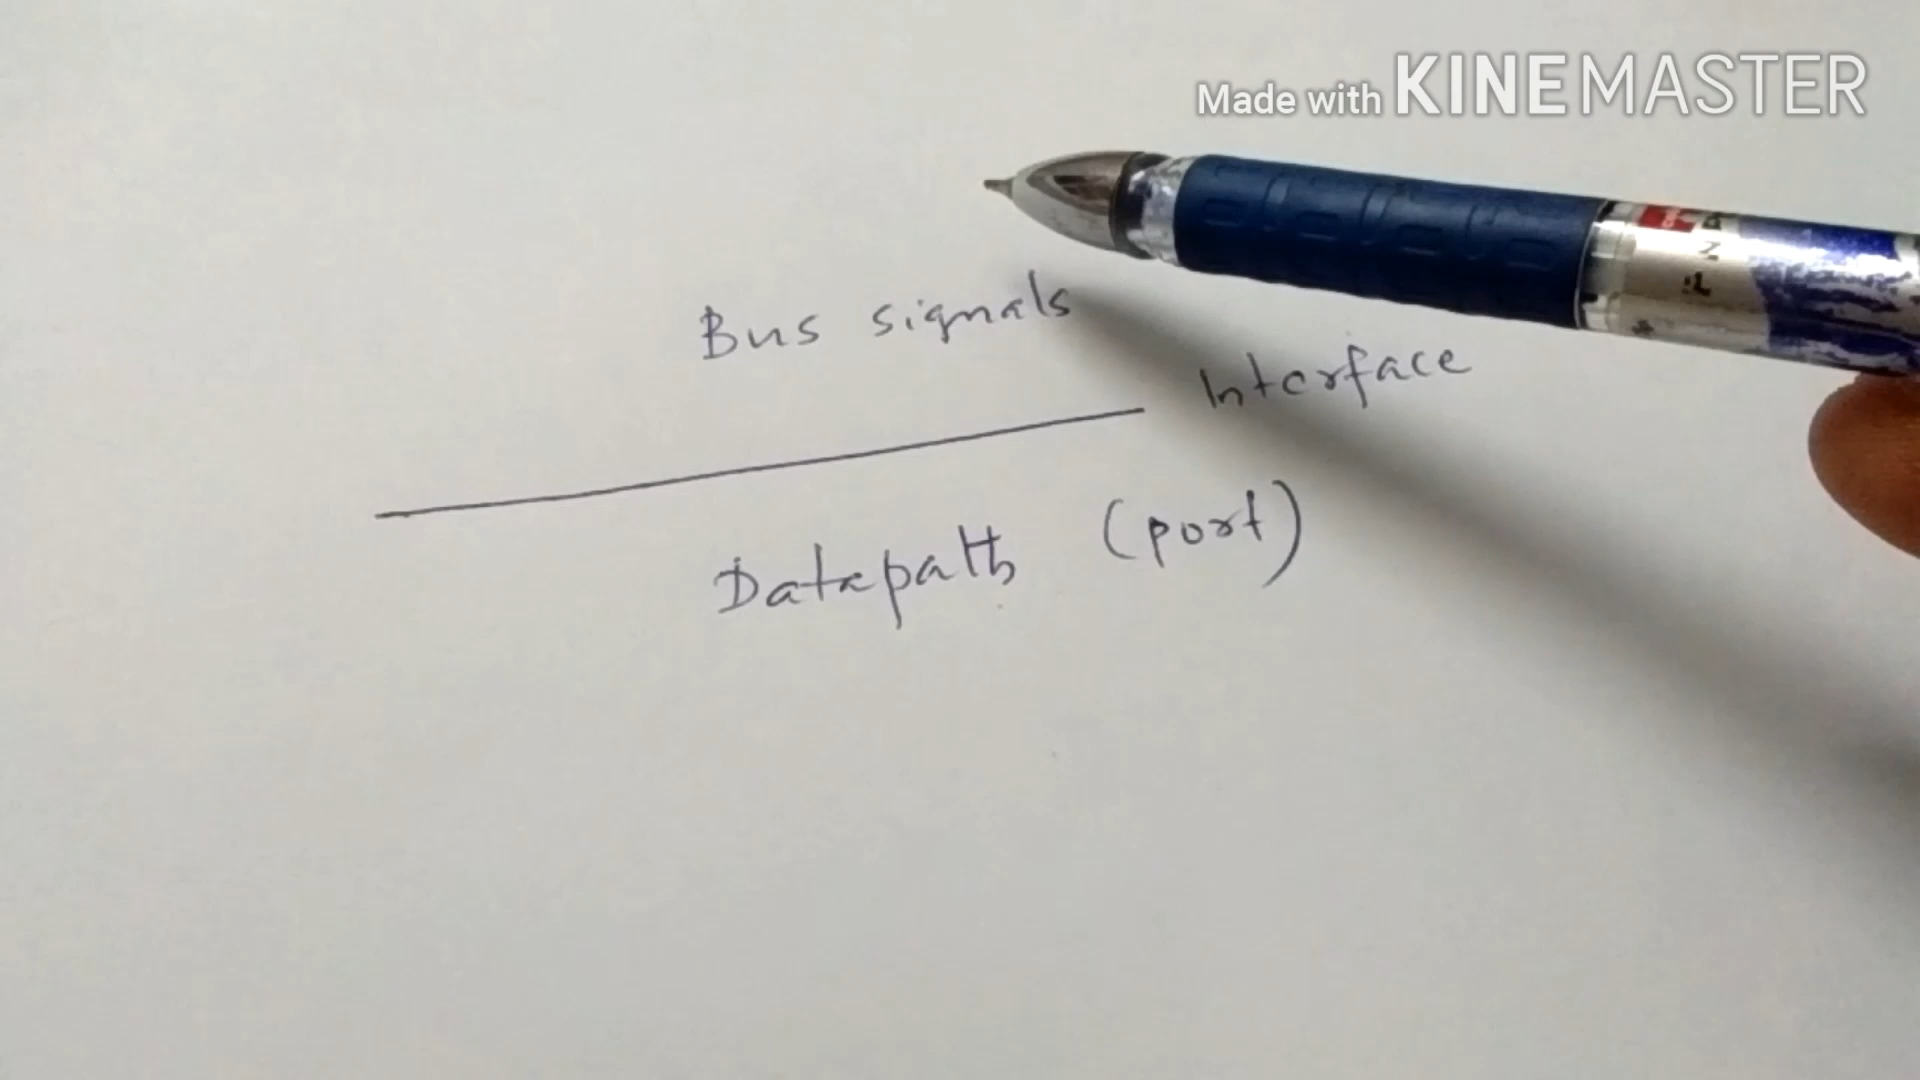 Made with KINEMASTER
Bus signals
Interface
Datapath (port)